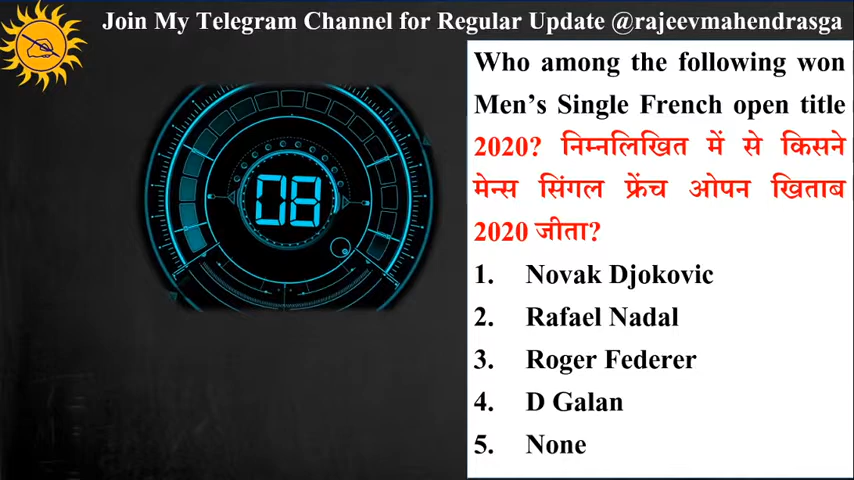 Join My Telegram Channel for Regular Update @rajeevmahendrasga
08
Who among the following won
Men’s Single French open title
2020? निम्नलिखित में से किसने
मेन्स सिंगल फ्रेंच ओपन खिताब
2020 जीता?
1. Novak Djokovic
2. Rafael Nadal
3. Roger Federer
4. D Galan
5. None